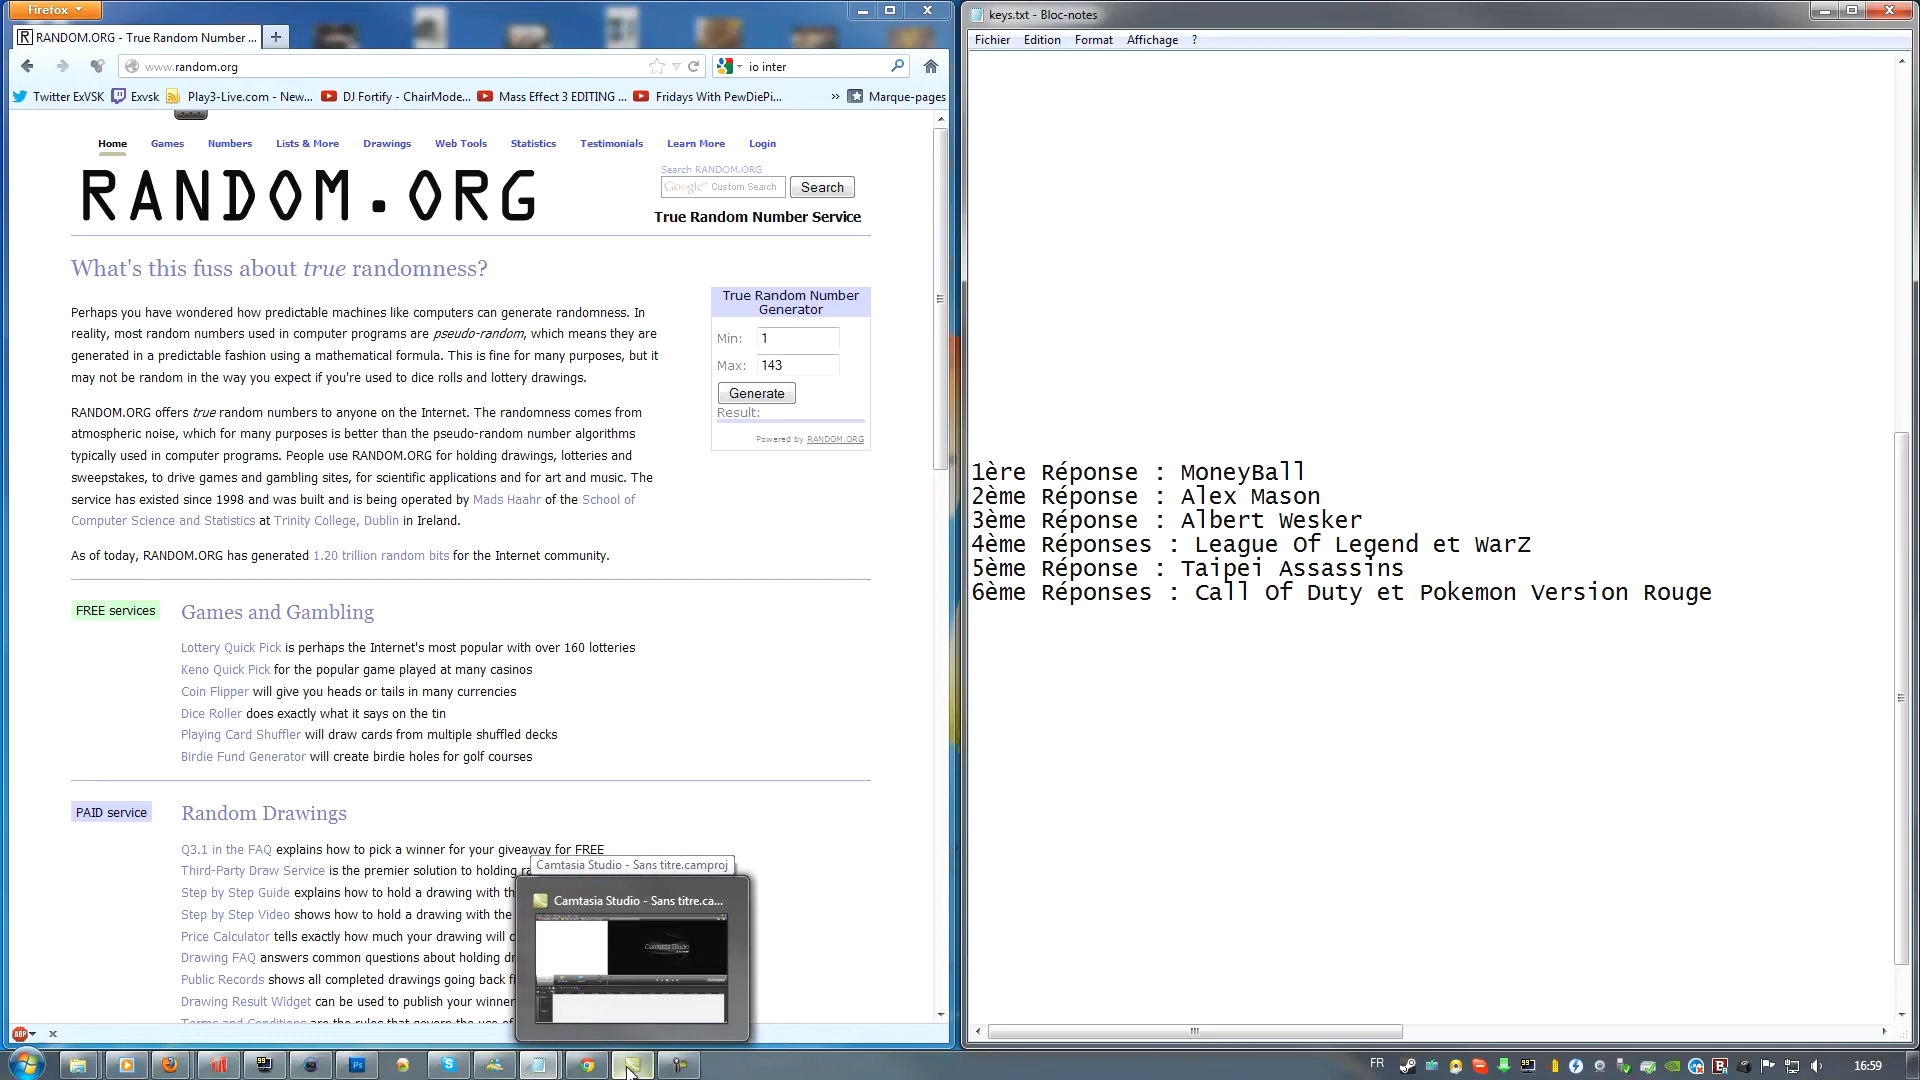 Firefox
RANDOM.ORG - True Random Number ...
www.random.org
io inter
Twitter ExVSK
Exvsk
Play3-Live.com - New...
DJ Fortify - ChairMode...
Mass Effect 3 EDITING ...
Fridays With PewDiePi...
»
Marque-pages
Home
Games
Numbers
Lists & More
Drawings
Web Tools
Statistics
Testimonials
Learn More
Login
Search RANDOM.ORG
Google™ Custom Search
Search
RANDOM.ORG
True Random Number Service
What's this fuss about true randomness?
Perhaps you have wondered how predictable machines like computers can generate randomness. In
reality, most random numbers used in computer programs are pseudo-random, which means they are
generated in a predictable fashion using a mathematical formula. This is fine for many purposes, but it
may not be random in the way you expect if you're used to dice rolls and lottery drawings.
RANDOM.ORG offers true random numbers to anyone on the Internet. The randomness comes from
atmospheric noise, which for many purposes is better than the pseudo-random number algorithms
typically used in computer programs. People use RANDOM.ORG for holding drawings, lotteries and
sweepstakes, to drive games and gambling sites, for scientific applications and for art and music. The
service has existed since 1998 and was built and is being operated by Mads Haahr of the School of
Computer Science and Statistics at Trinity College, Dublin in Ireland.
As of today, RANDOM.ORG has generated 1.20 trillion random bits for the Internet community.
True Random Number
Generator
Min: 1
Max: 143
Generate
Result:
Powered by RANDOM.ORG
FREE services
Games and Gambling
Lottery Quick Pick is perhaps the Internet's most popular with over 160 lotteries
Keno Quick Pick for the popular game played at many casinos
Coin Flipper will give you heads or tails in many currencies
Dice Roller does exactly what it says on the tin
Playing Card Shuffler will draw cards from multiple shuffled decks
Birdie Fund Generator will create birdie holes for golf courses
PAID service
Random Drawings
Q3.1 in the FAQ explains how to pick a winner for your giveaway for FREE
Third-Party Draw Service is the premier solution to holding
Step by Step Guide explains how to hold a drawing with
Step by Step Video shows how to hold a drawing with the
Price Calculator tells exactly how much your drawing will
Drawing FAQ answers common questions about holding
Public Records shows all completed drawings going back
Drawing Result Widget can be used to publish your winner
Terms and Conditions are the rules that govern the use of
Camtasia Studio - Sans titre.camproj
Camtasia Studio - Sans titre.ca...
Camtasia Studio
ABP
keys.txt - Bloc-notes
Fichier
Edition
Format
Affichage
?
1ère Réponse : MoneyBall
2ème Réponse : Alex Mason
3ème Réponse : Albert Wesker
4ème Réponses : League Of Legend et WarZ
5ème Réponse : Taipei Assassins
6ème Réponses : Call Of Duty et Pokemon Version Rouge
FR
16:59